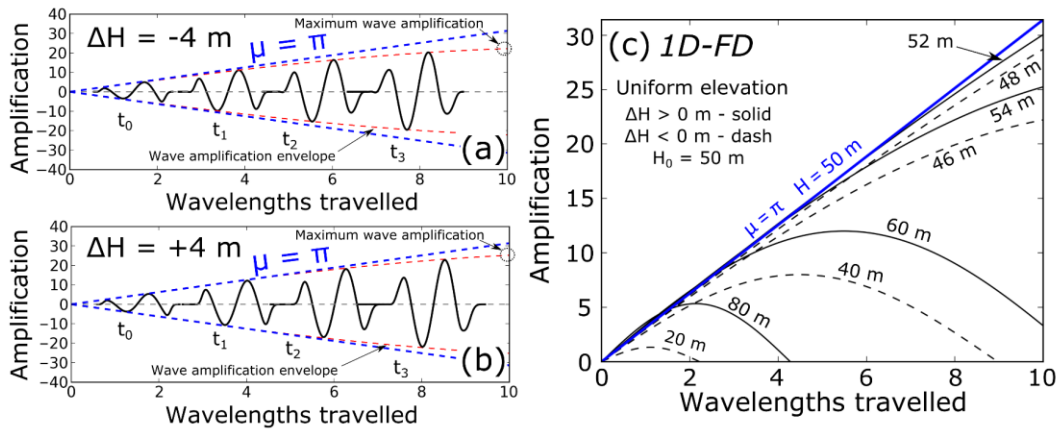 Maximum wave amplification
ΔH = -4 m
μ = π
Amplification
40
30
20
10
0
−10
−20
−30
−40
t0
t1
t2
t3
Wave amplification envelope
(a)
0
2
4
6
8
10
Wavelengths travelled
Maximum wave amplification
ΔH = +4 m
μ = π
Amplification
40
30
20
10
0
−10
−20
−30
−40
t0
t1
t2
t3
Wave amplification envelope
(b)
0
2
4
6
8
10
Wavelengths travelled
(c) 1D-FD
Uniform elevation
ΔH > 0 m - solid
ΔH < 0 m - dash
H0 = 50 m
52 m
48 m
54 m
46 m
μ = π H = 50 m
60 m
40 m
80 m
20 m
Amplification
30
25
20
15
10
5
0
0
2
4
6
8
10
Wavelengths travelled